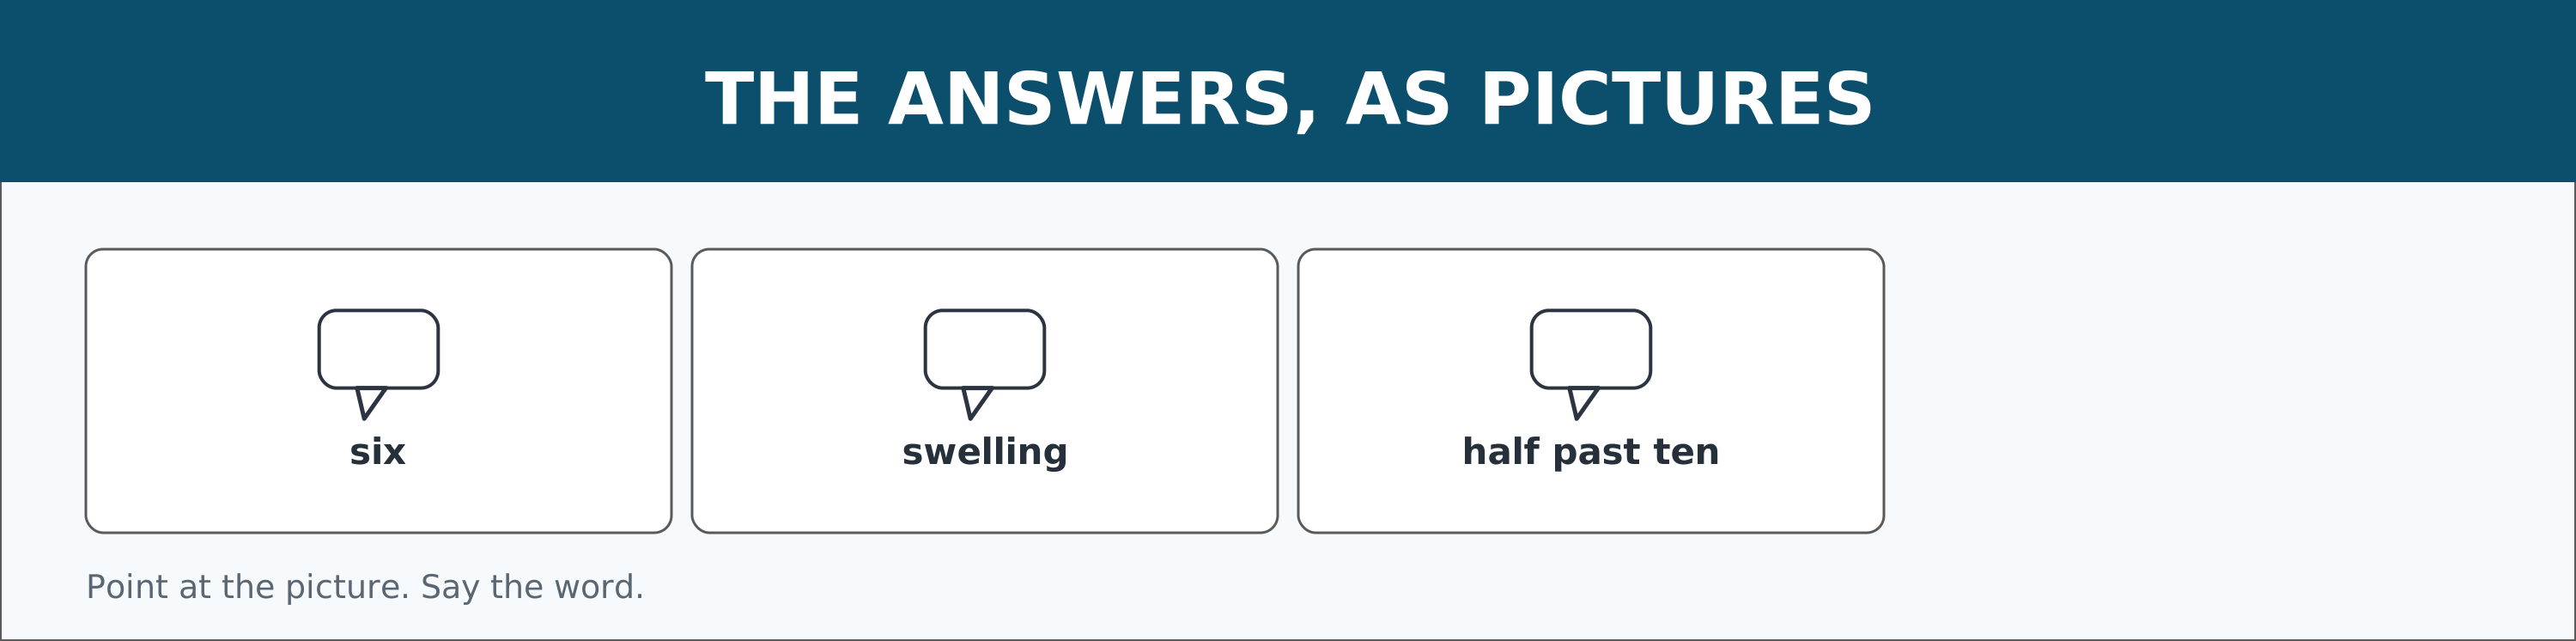 THE ANSWERS, AS PICTURES
six
swelling
half past ten
Point at the picture. Say the word.